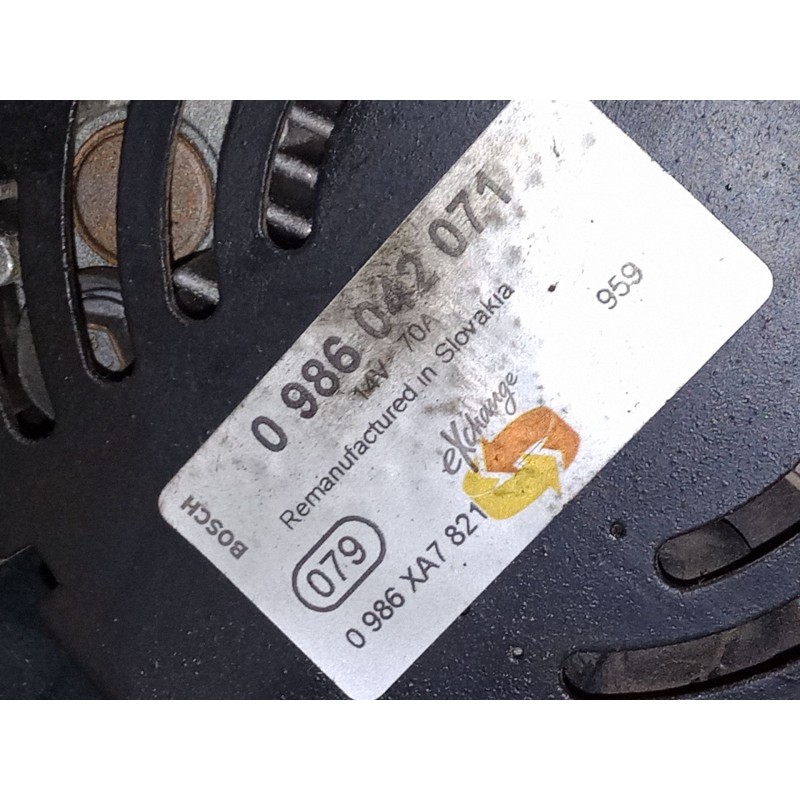 BOSCH
0 986 042 071
14V 70A
Remanufactured in Slovakia
eXchange
079
0 986 XA7 821
959